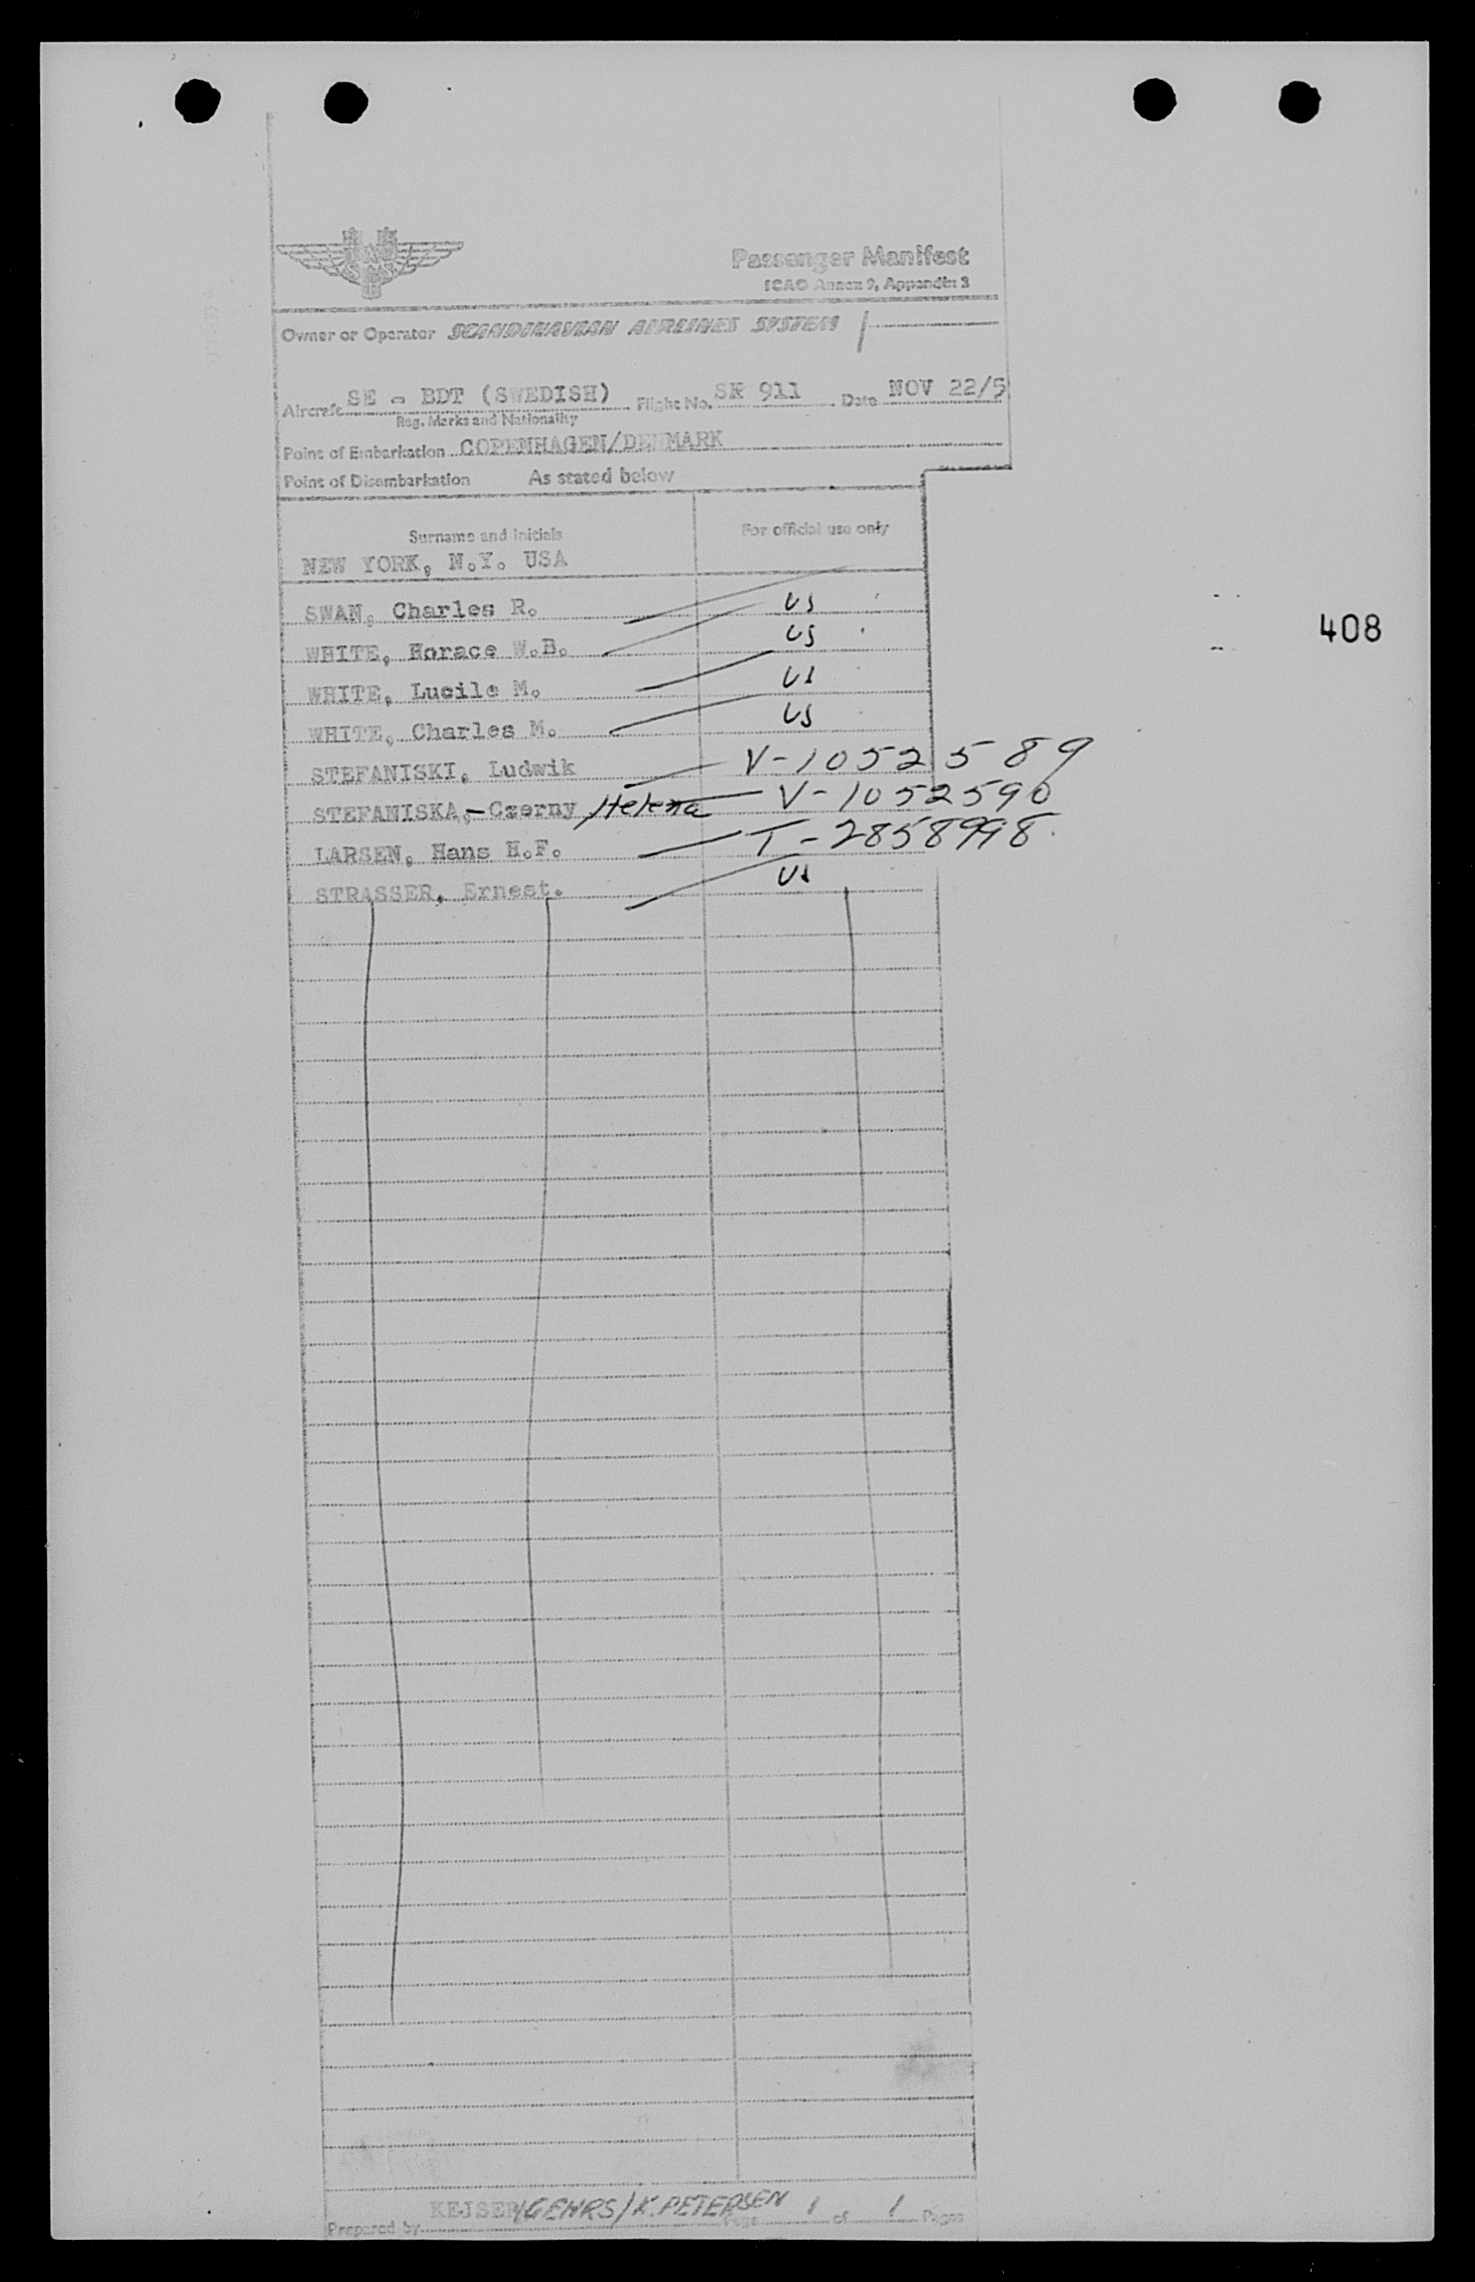 Passenger Manifest
ICAO Annex 9, Appendix 3
Owner or Operator SCANDINAVIAN AIRLINES SYSTEM
Aircraft SE - BDT (SWEDISH) Flight No. SK 911 Date NOV 22/5
Reg. Marks and Nationality
Point of Embarkation COPENHAGEN/DENMARK
Point of Disembarkation As stated below
Surname and initials For official use only
NEW YORK, N.Y. USA
SWAN, Charles R. US
WHITE, Horace W.B. US
408
WHITE, Lucile M. US
WHITE, Charles M. US
STEFANISKI, Ludwik V-1052589
STEFANISKA,-Czerny Helena V-1052590
LARSEN, Hans H.F. T-2858998
STRASSER, Ernest. US
KEJSER/GEHRS/K.PETERSEN
Prepared by Page 1 of 1 Pages